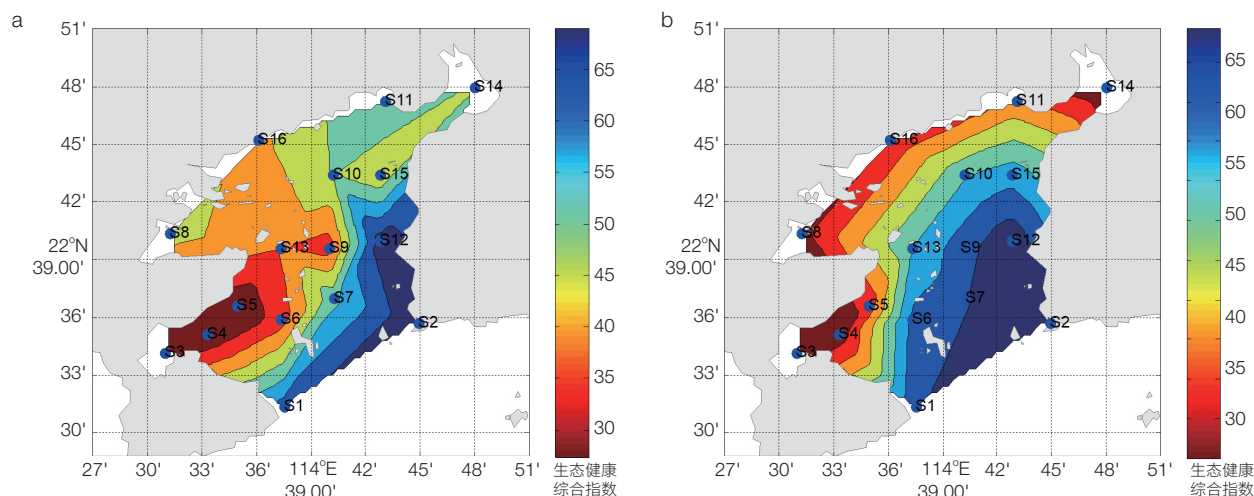 a
51'
48'
45'
42'
22°N
39.00'
36'
33'
30'
27'
30'
33'
36'
114°E
39.00'
42'
45'
48'
51'
S14
S11
S16
S10
S15
S8
S13
S9
S12
S5
S7
S6
S4
S2
S3
S1
65
60
55
50
45
40
35
30
生态健康
综合指数
b
51'
48'
45'
42'
22°N
39.00'
36'
33'
30'
27'
30'
33'
36'
114°E
39.00'
42'
45'
48'
51'
S14
S11
S16
S10
S15
S8
S13
S9
S12
S5
S7
S6
S4
S2
S3
S1
65
60
55
50
45
40
35
30
生态健康
综合指数